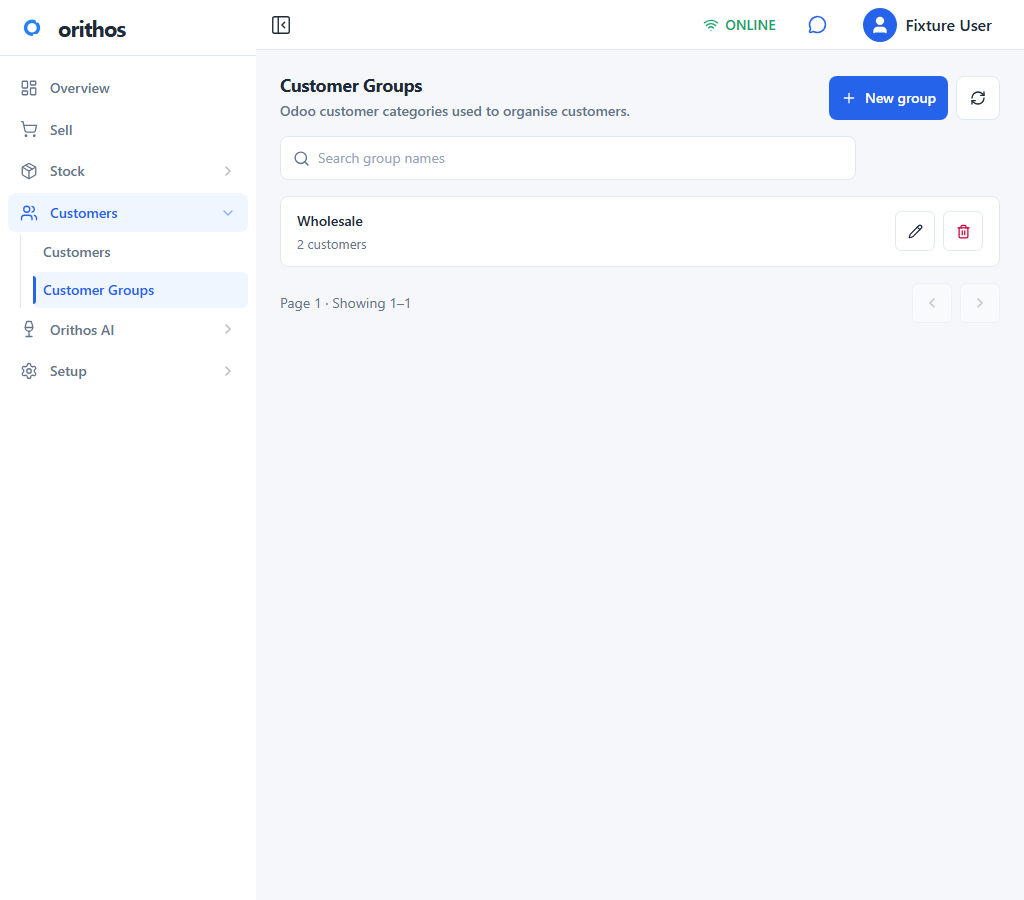 orithos
ONLINE
Fixture User
Overview
Sell
Stock
Customers
Customers
Customer Groups
Orithos AI
Setup
Customer Groups
Odoo customer categories used to organise customers.
New group
Search group names
Wholesale
2 customers
Page 1 · Showing 1–1